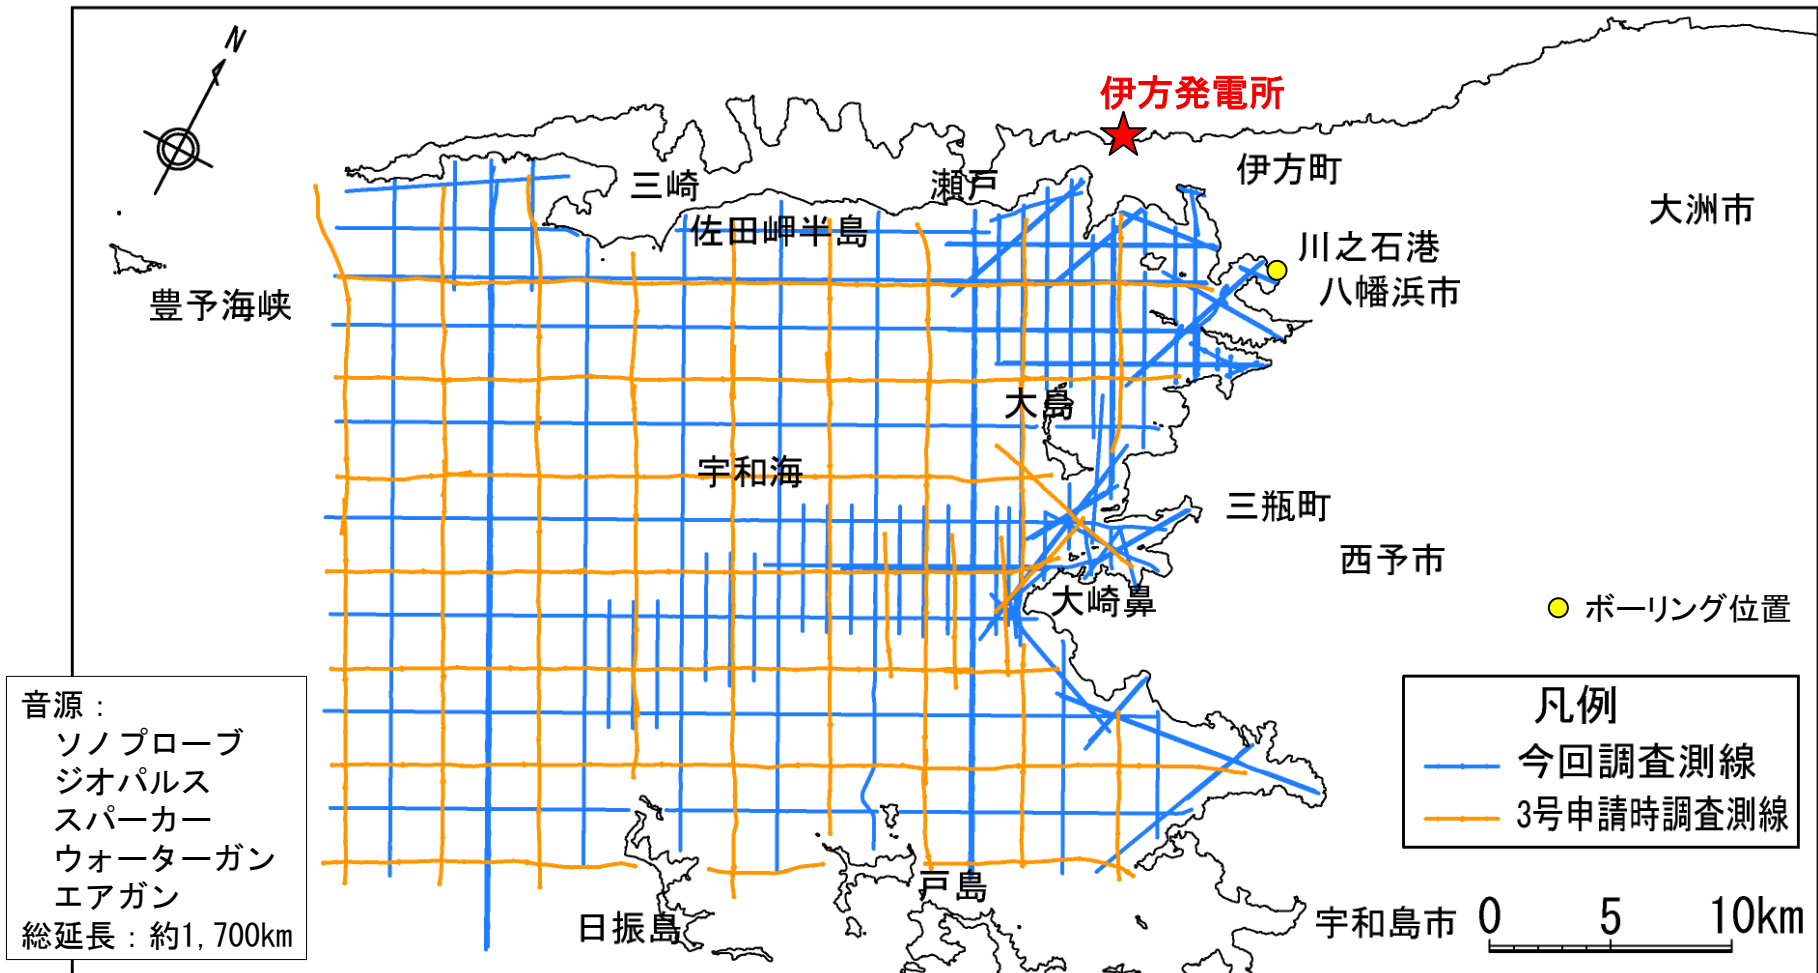 N
伊方発電所
伊方町
三崎
瀬戸
大洲市
佐田岬半島
川之石港
豊予海峡
八幡浜市
大島
宇和海
三瓶町
西予市
大崎鼻
ボーリング位置
音源：
ソノプローブ
ジオパルス
スパーカー
ウォーターガン
エアガン
総延長：約1,700km
凡例
今回調査測線
3号申請時調査測線
戸島
日振島
宇和島市
0 5 10km